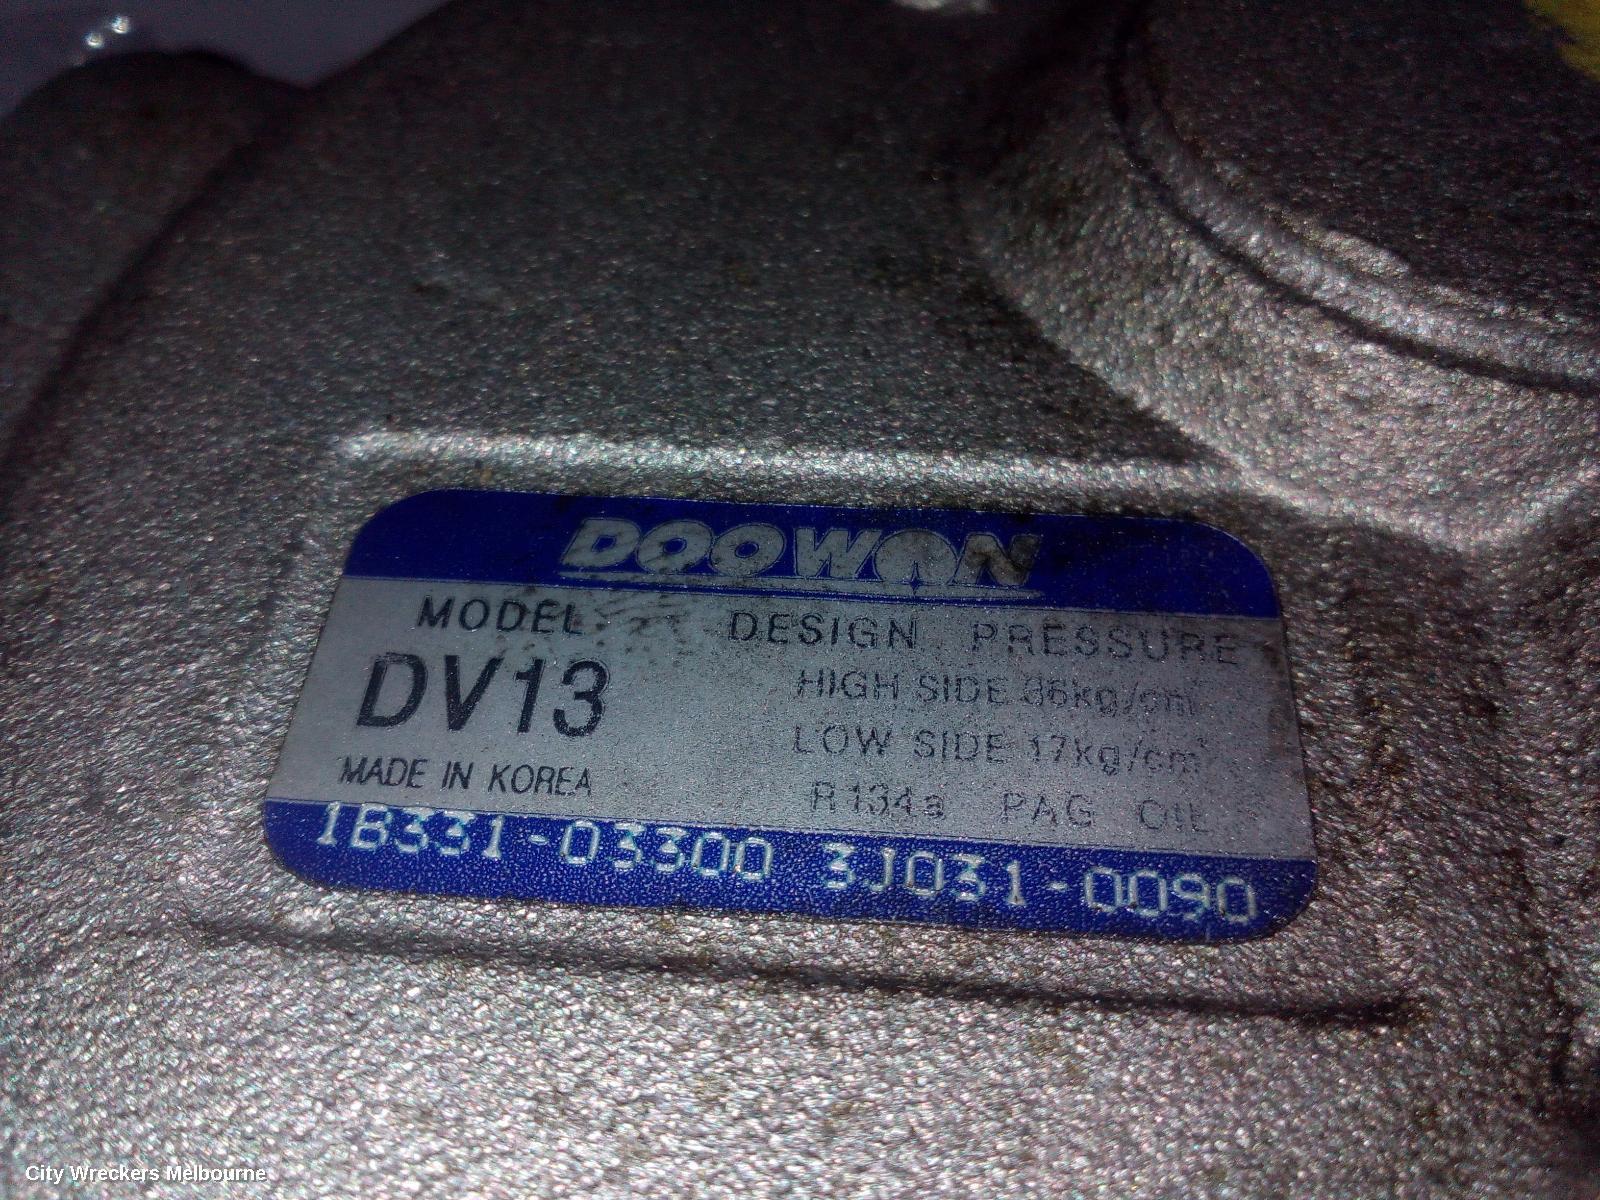 DOOWON
MODEL DESIGN PRESSURE
DV13 HIGH SIDE 36kg/cm²
LOW SIDE 17kg/cm²
MADE IN KOREA R134a PAG OIL
1B331-03300 3J031-0090
City Wreckers Melbourne